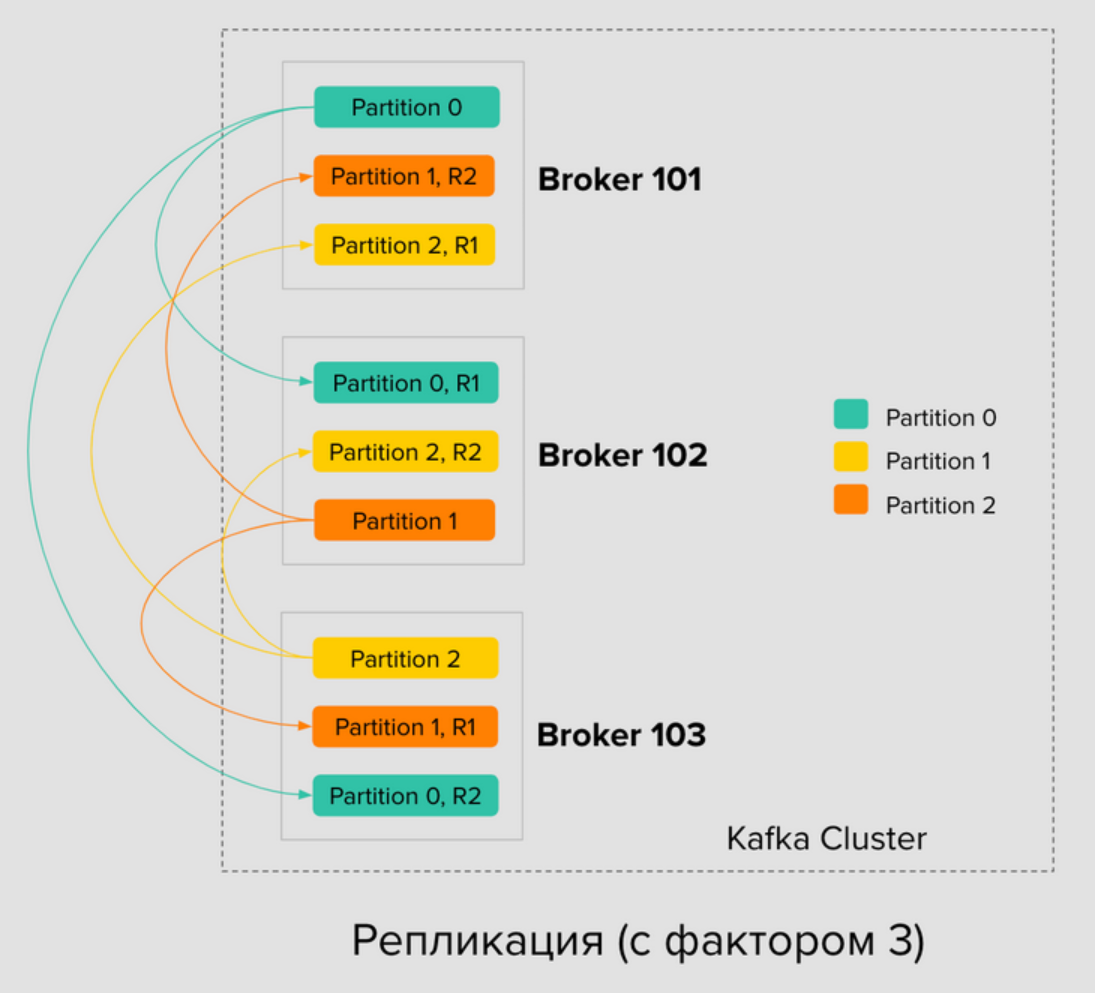 Partition 0
Partition 1, R2
Partition 2, R1
Broker 101
Partition 0, R1
Partition 2, R2
Partition 1
Broker 102
Partition 0
Partition 1
Partition 2
Partition 2
Partition 1, R1
Partition 0, R2
Broker 103
Kafka Cluster
Репликация (с фактором 3)